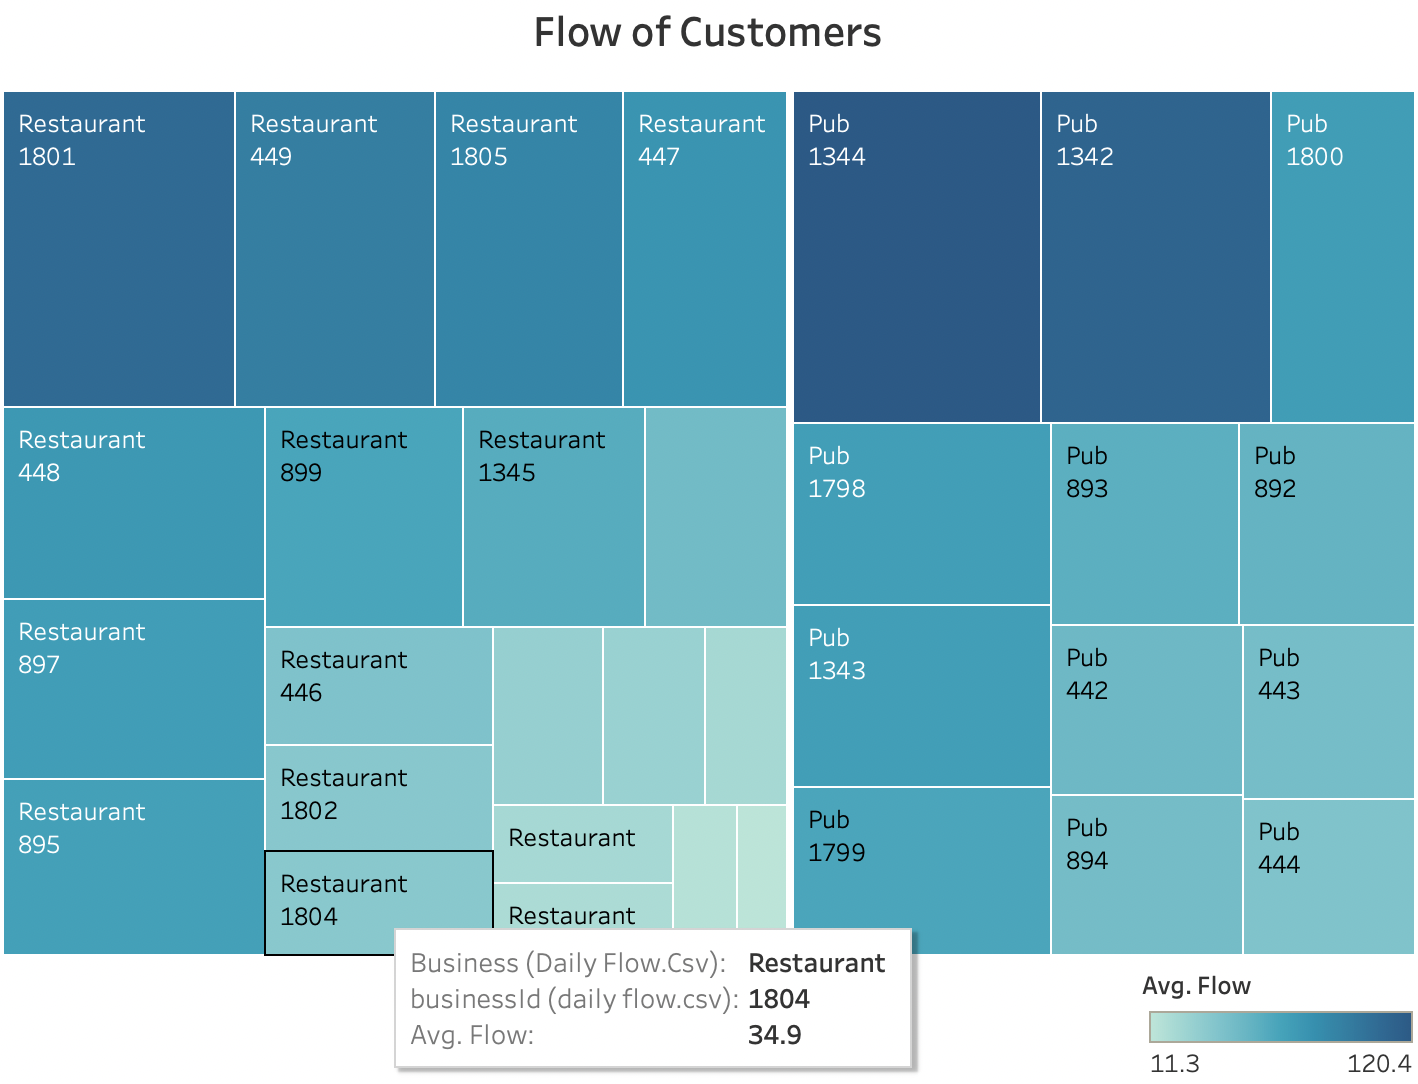 Flow of Customers
Restaurant
1801
Restaurant
449
Restaurant
1805
Restaurant
447
Pub
1344
Pub
1342
Pub
1800
Restaurant
448
Restaurant
899
Restaurant
1345
Pub
1798
Pub
893
Pub
892
Restaurant
897
Restaurant
446
Pub
1343
Pub
442
Pub
443
Restaurant
895
Restaurant
1802
Restaurant
Pub
1799
Pub
894
Pub
444
Restaurant
1804
Restaurant
Business (Daily Flow.Csv): Restaurant
businessId (daily flow.csv): 1804
Avg. Flow: 34.9
Avg. Flow
11.3 120.4